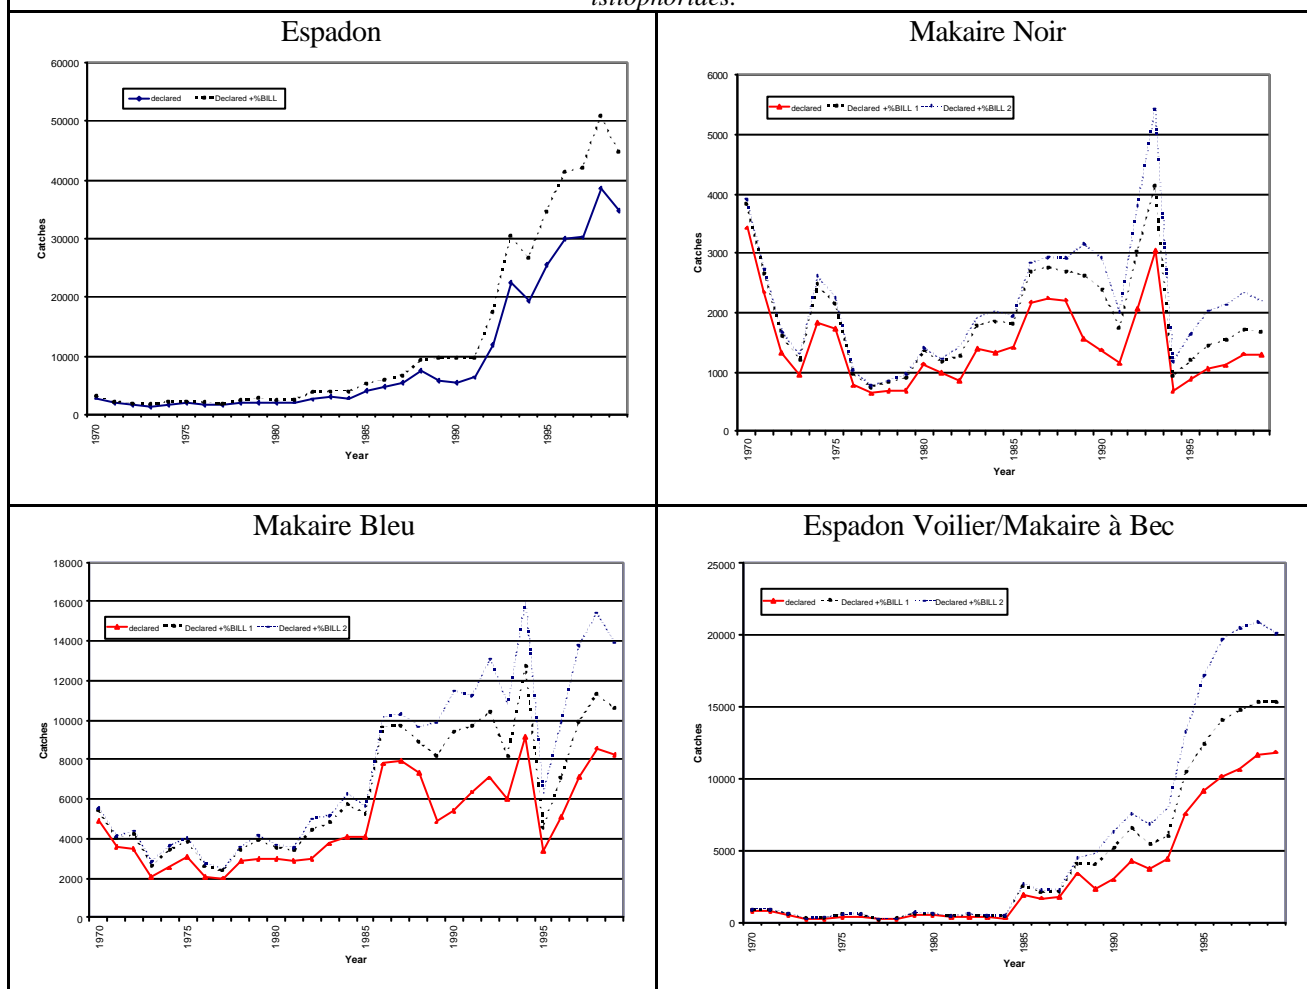 istiophoridés.
Espadon
60000
50000
40000
30000
20000
10000
0
Catches
declared Declared +%BILL
1970 1975 1980 1985 1990 1995
Year
Makaire Noir
6000
5000
4000
3000
2000
1000
0
Catches
declared Declared +%BILL 1 Declared +%BILL 2
1970 1975 1980 1985 1990 1995
Year
Makaire Bleu
18000
16000
14000
12000
10000
8000
6000
4000
2000
0
Catches
declared Declared +%BILL 1 Declared +%BILL 2
1970 1975 1980 1985 1990 1995
Year
Espadon Voilier/Makaire à Bec
25000
20000
15000
10000
5000
0
Catches
declared Declared +%BILL 1 Declared +%BILL 2
1970 1975 1980 1985 1990 1995
Year